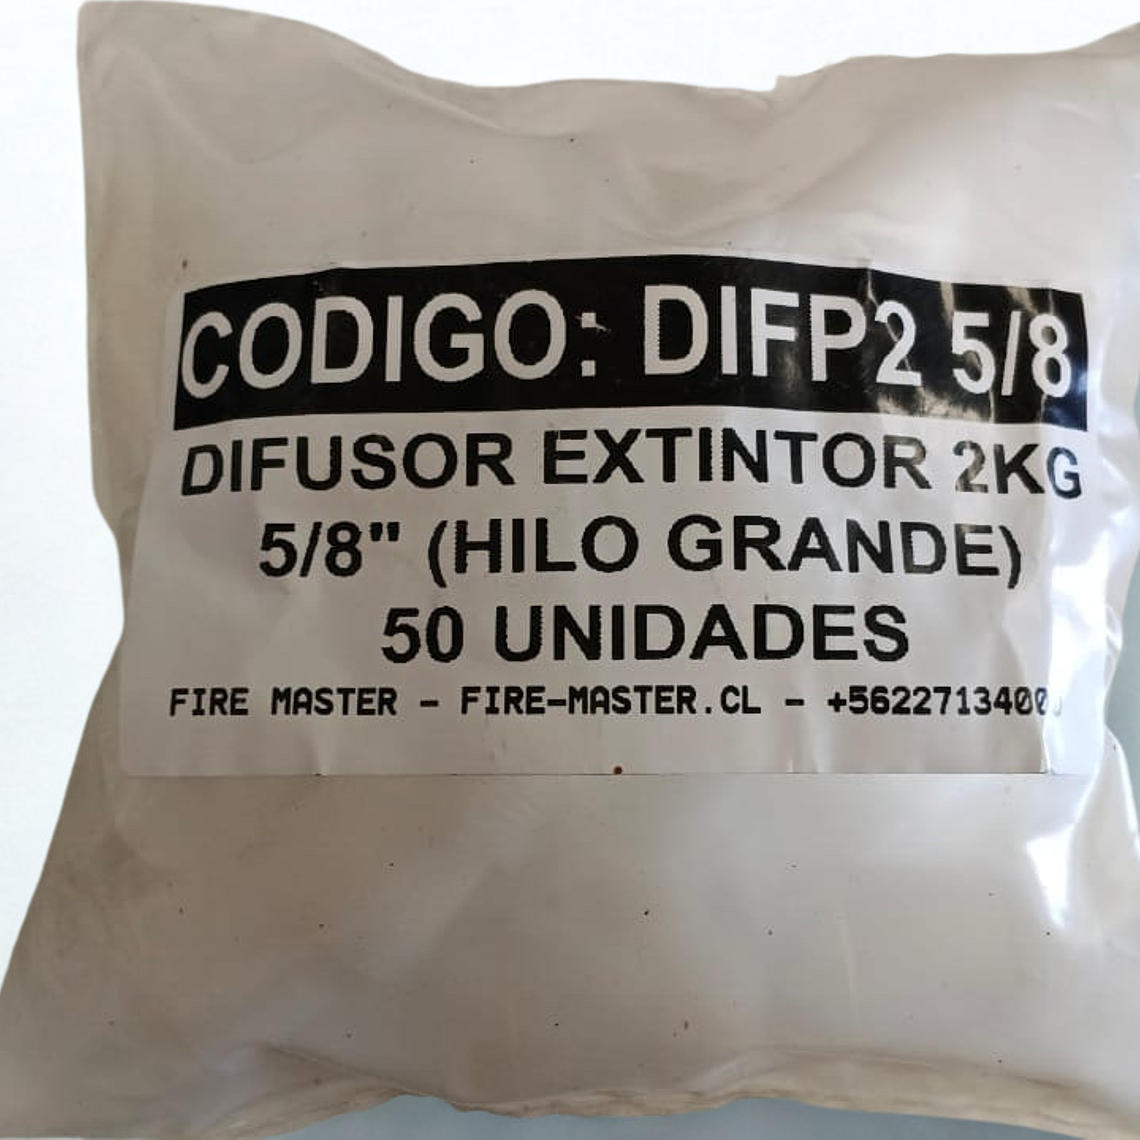 CODIGO: DIFP2 5/8
DIFUSOR EXTINTOR 2KG
5/8" (HILO GRANDE)
50 UNIDADES
FIRE MASTER - FIRE-MASTER.CL -